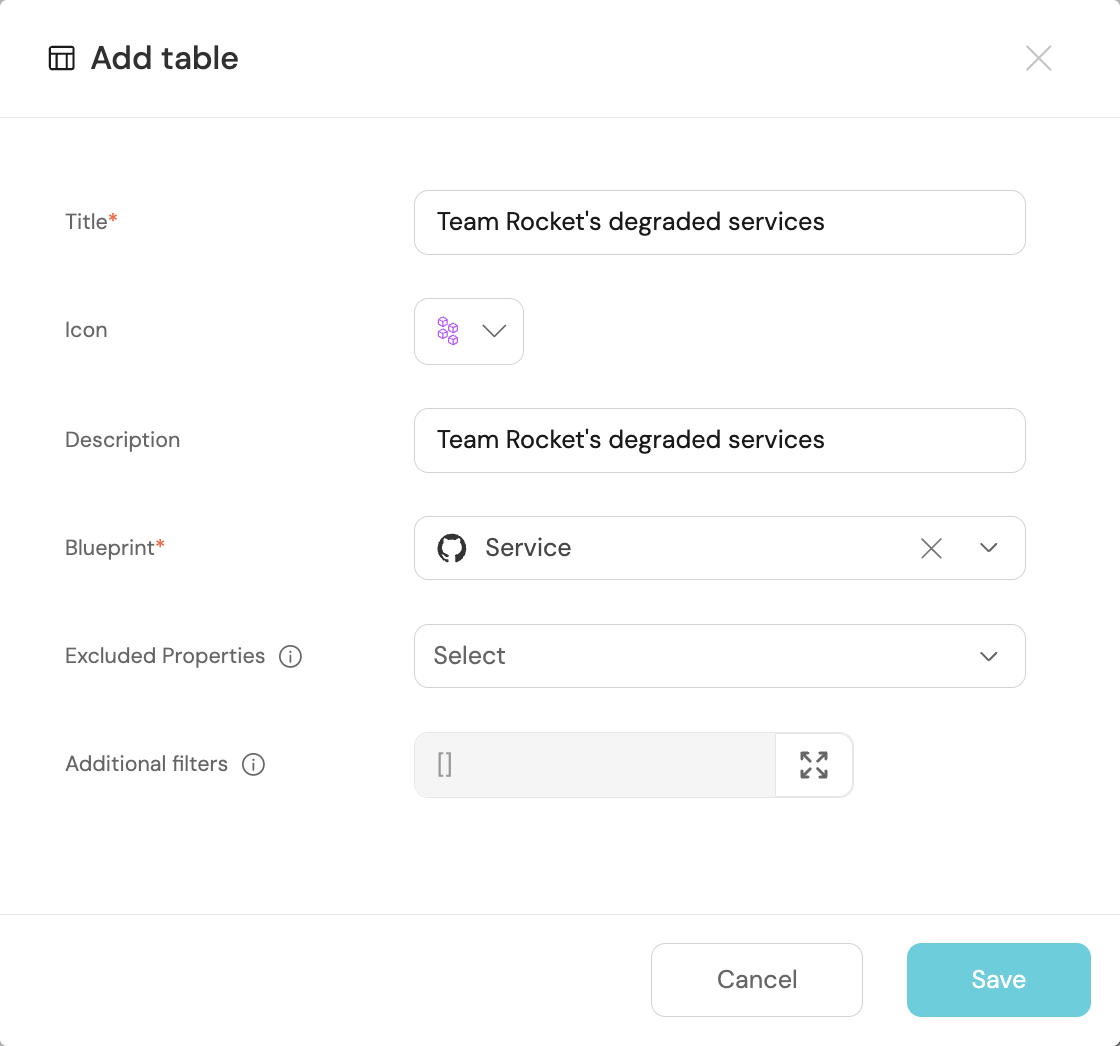 Add table
Title*
Team Rocket's degraded services
Icon
Description
Team Rocket's degraded services
Blueprint*
Service
Excluded Properties
Select
Additional filters
[]
Cancel
Save